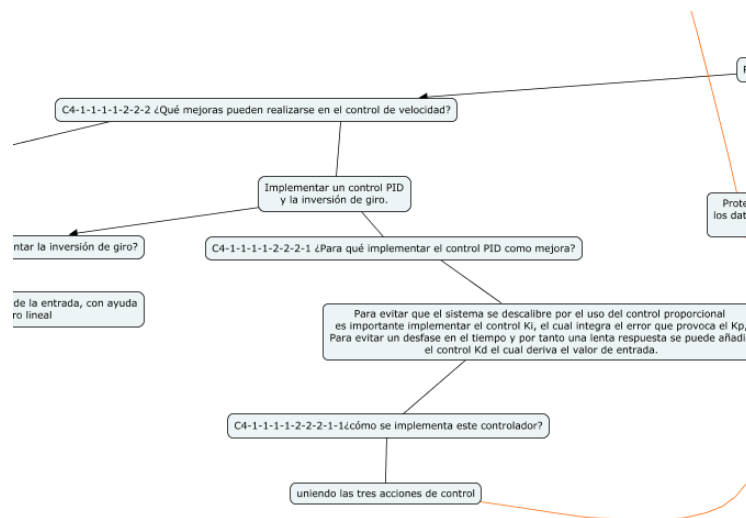 C4-1-1-1-1-2-2-2 ¿Qué mejoras pueden realizarse en el control de velocidad?
Implementar un control PID
y la inversión de giro.
Prote
los dat
ntar la inversión de giro?
C4-1-1-1-1-2-2-2-1 ¿Para qué implementar el control PID como mejora?
de la entrada, con ayuda
ro lineal
Para evitar que el sistema se descalibre por el uso del control proporcional
es importante implementar el control Ki, el cual integra el error que provoca el Kp,
Para evitar un desfase en el tiempo y por tanto una lenta respuesta se puede añadi
el control Kd el cual deriva el valor de entrada.
C4-1-1-1-1-2-2-2-1-1¿cómo se implementa este controlador?
uniendo las tres acciones de control